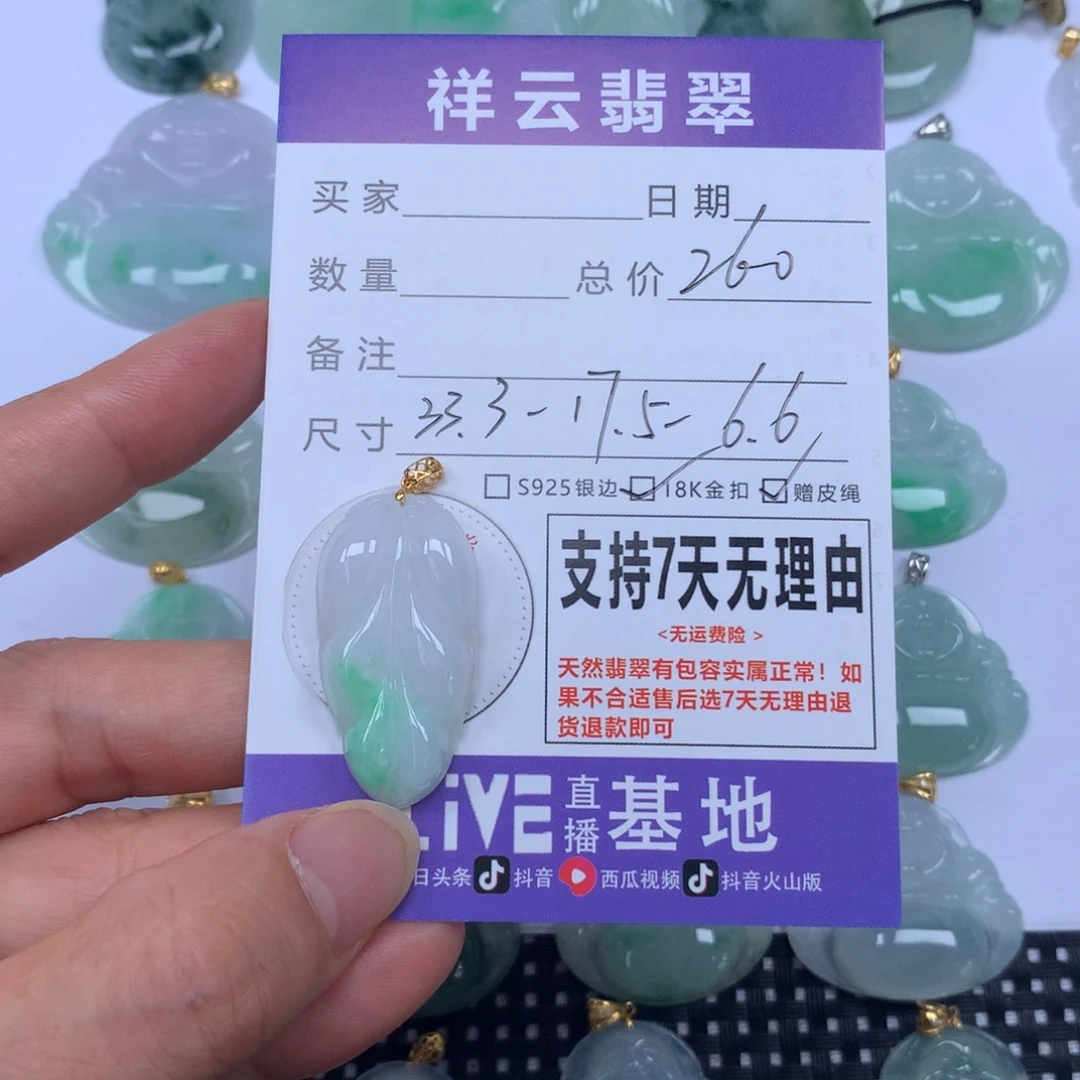 祥云翡翠
买家 日期
数量 总价 260
备注
尺寸 33.3-17.5-6.6
S925银边 18K金扣 赠皮绳
支持7天无理由
<无运费险>
天然翡翠有包容实属正常！如
果不合适售后选7天无理由退
货退款即可
LIVE 直播 基地
日头条 抖音 西瓜视频 抖音火山版